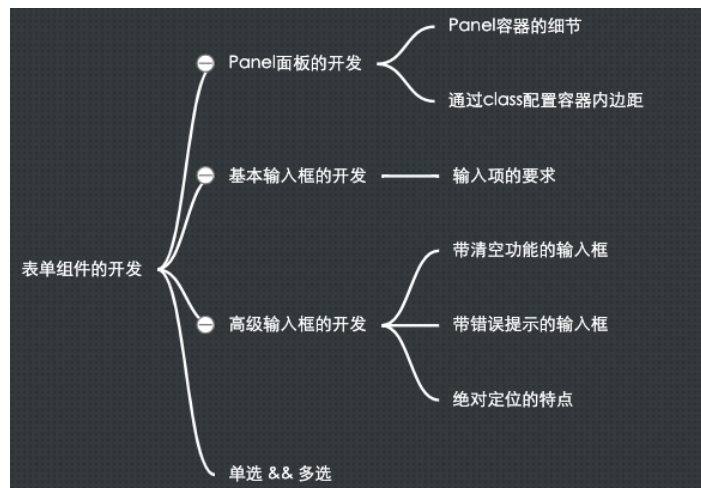 Panel容器的细节
Panel面板的开发
通过class配置容器内边距
基本输入框的开发
输入项的要求
带清空功能的输入框
表单组件的开发
高级输入框的开发
带错误提示的输入框
绝对定位的特点
单选 && 多选